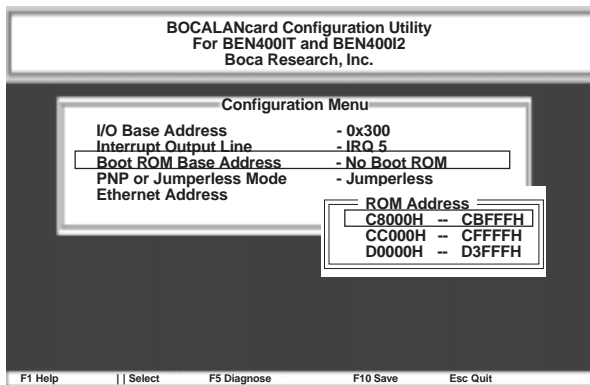 BOCALANcard Configuration Utility
For BEN400IT and BEN400I2
Boca Research, Inc.
Configuration Menu
I/O Base Address - 0x300
Interrupt Output Line - IRQ 5
Boot ROM Base Address - No Boot ROM
PNP or Jumperless Mode - Jumperless
Ethernet Address
ROM Address
C8000H -- CBFFFH
CC000H -- CFFFFH
D0000H -- D3FFFH
F1 Help | | Select F5 Diagnose F10 Save Esc Quit